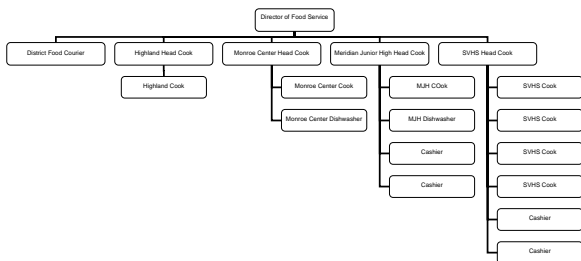 Director of Food Service
District Food Courier
Highland Head Cook
Monroe Center Head Cook
Meridian Junior High Head Cook
SVHS Head Cook
Highland Cook
Monroe Center Cook
MJH COok
SVHS Cook
Monroe Center Dishwasher
MJH Dishwasher
SVHS Cook
Cashier
SVHS Cook
Cashier
SVHS Cook
Cashier
Cashier